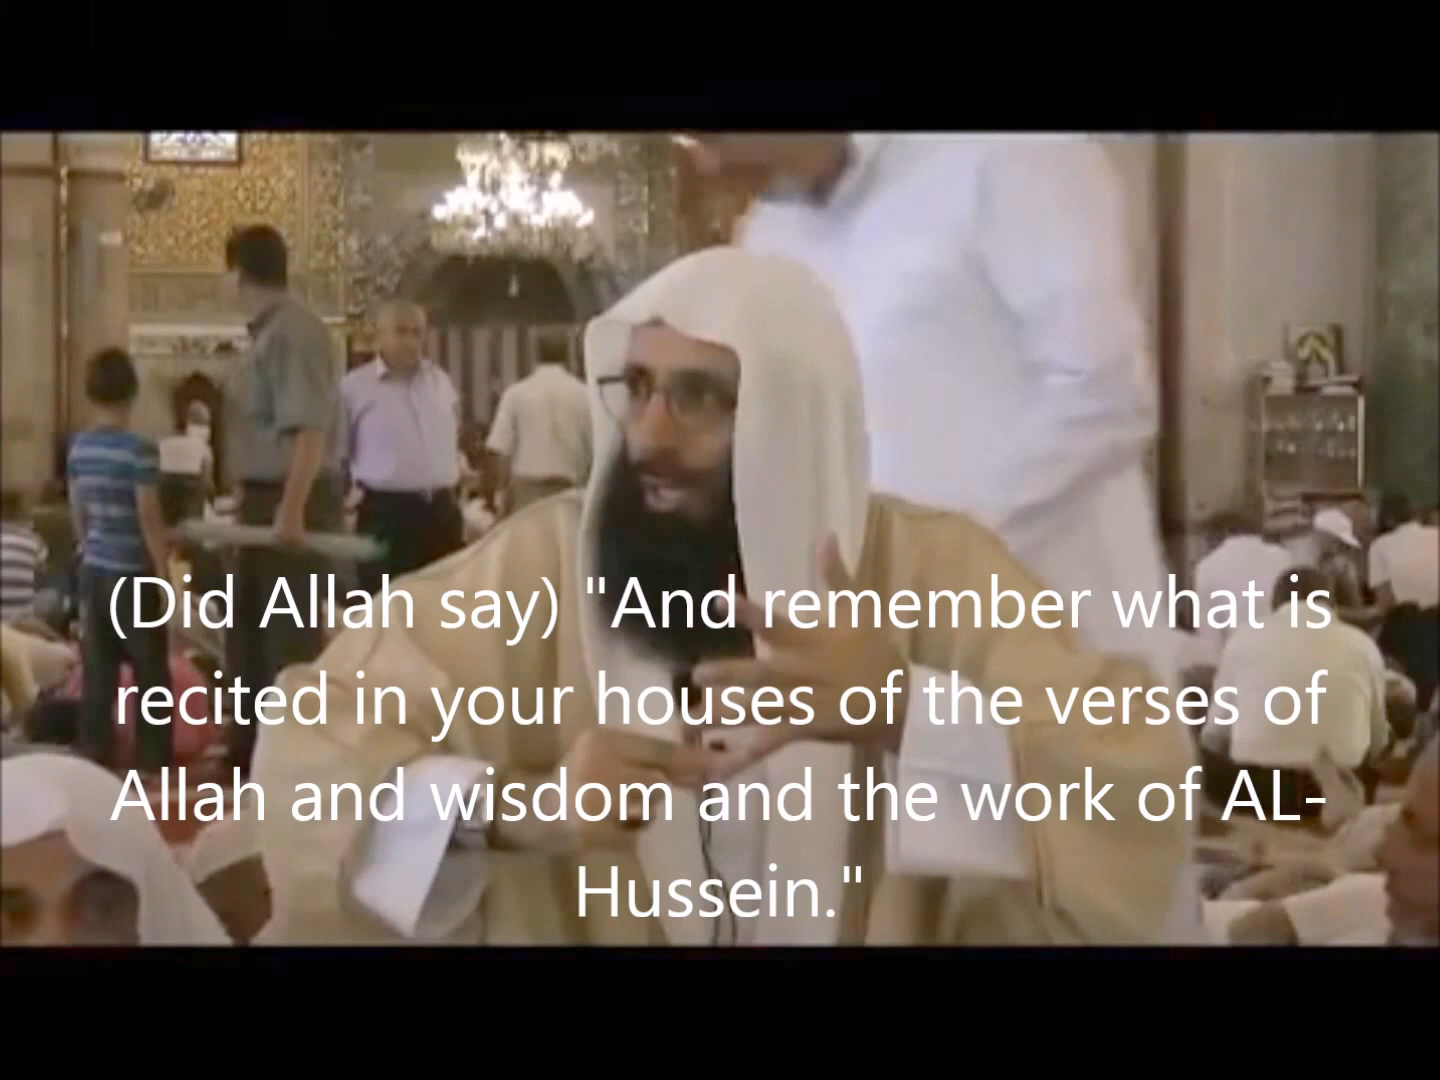 (Did Allah say) "And remember what is
recited in your houses of the verses of
Allah and wisdom and the work of AL-
Hussein."